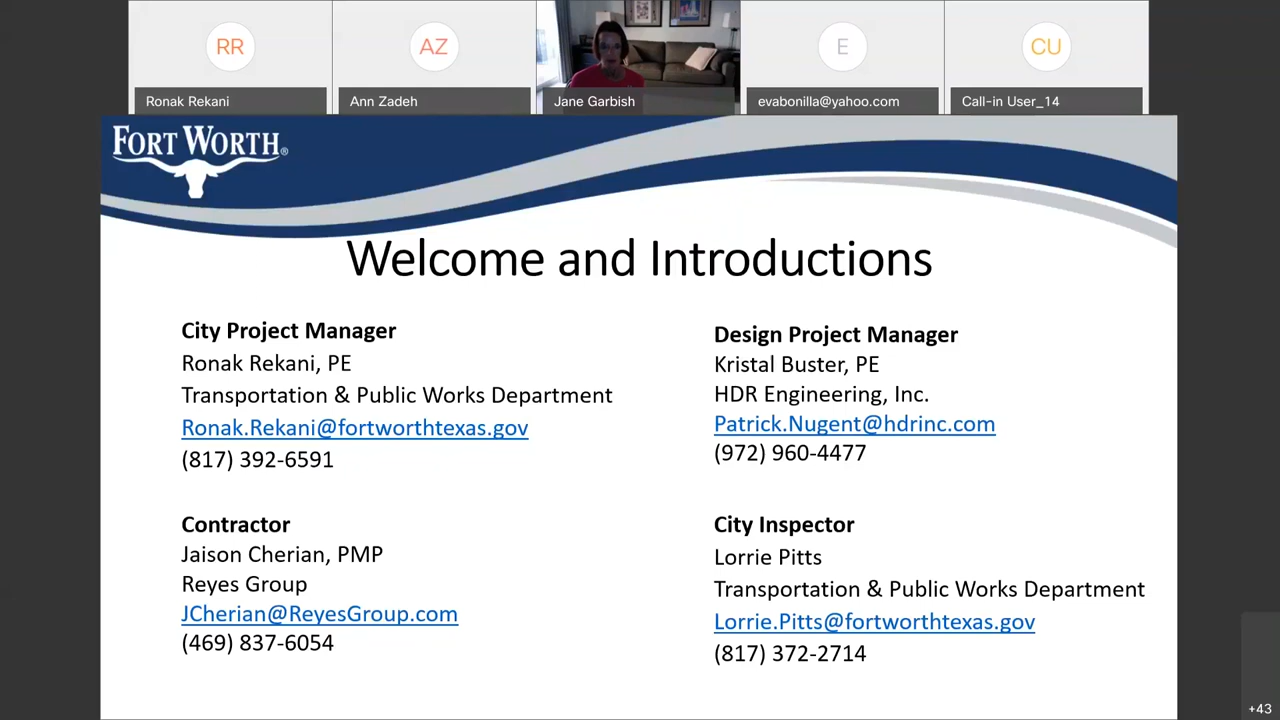 RR
AZ
E
CU
Ronak Rekani
Ann Zadeh
Jane Garbish
evabonilla@yahoo.com
Call-in User_14
FORT WORTH®
Welcome and Introductions
City Project Manager
Ronak Rekani, PE
Transportation & Public Works Department
Ronak.Rekani@fortworthtexas.gov
(817) 392-6591
Design Project Manager
Kristal Buster, PE
HDR Engineering, Inc.
Patrick.Nugent@hdrinc.com
(972) 960-4477
Contractor
Jaison Cherian, PMP
Reyes Group
JCherian@ReyesGroup.com
(469) 837-6054
City Inspector
Lorrie Pitts
Transportation & Public Works Department
Lorrie.Pitts@fortworthtexas.gov
(817) 372-2714
+43